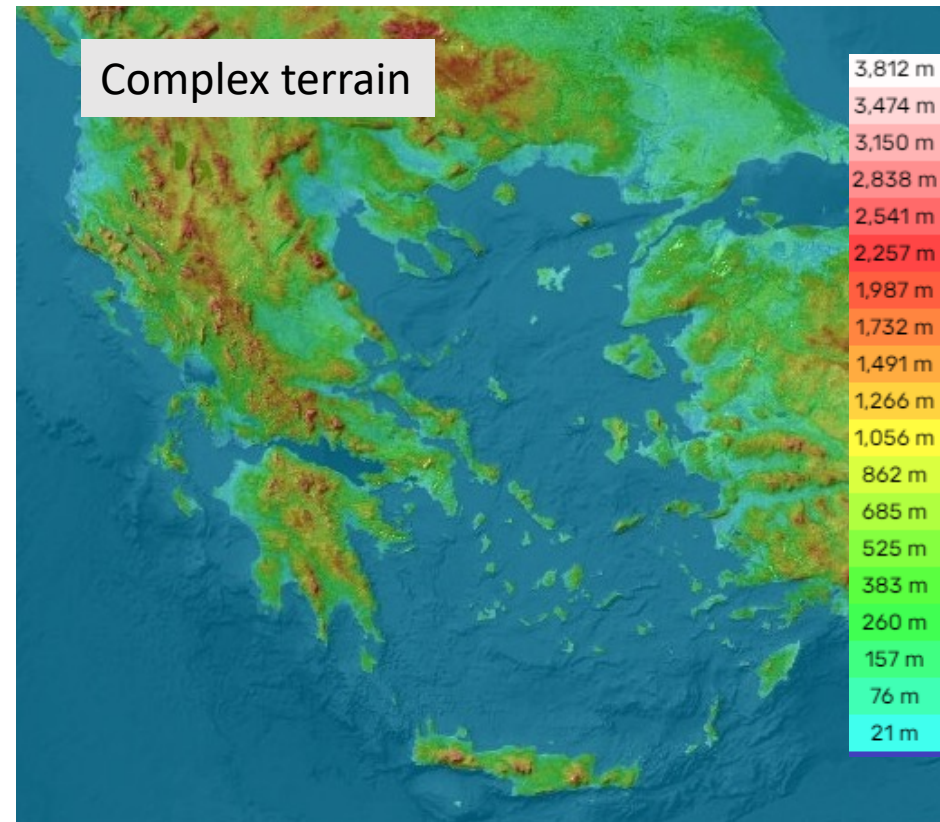 Complex terrain
3,812 m
3,474 m
3,150 m
2,838 m
2,541 m
2,257 m
1,987 m
1,732 m
1,491 m
1,266 m
1,056 m
862 m
685 m
525 m
383 m
260 m
157 m
76 m
21 m